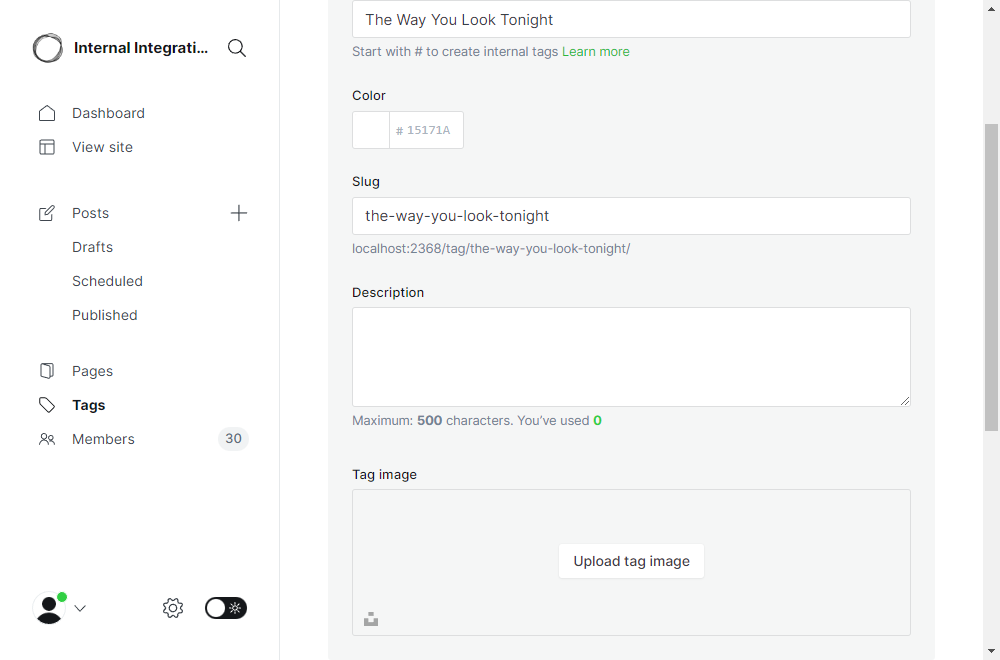 Internal Integrati...
Dashboard
View site
Posts
Drafts
Scheduled
Published
Pages
Tags
Members
30
The Way You Look Tonight
Start with # to create internal tags Learn more
Color
# 15171A
Slug
the-way-you-look-tonight
localhost:2368/tag/the-way-you-look-tonight/
Description
Maximum: 500 characters. You’ve used 0
Tag image
Upload tag image